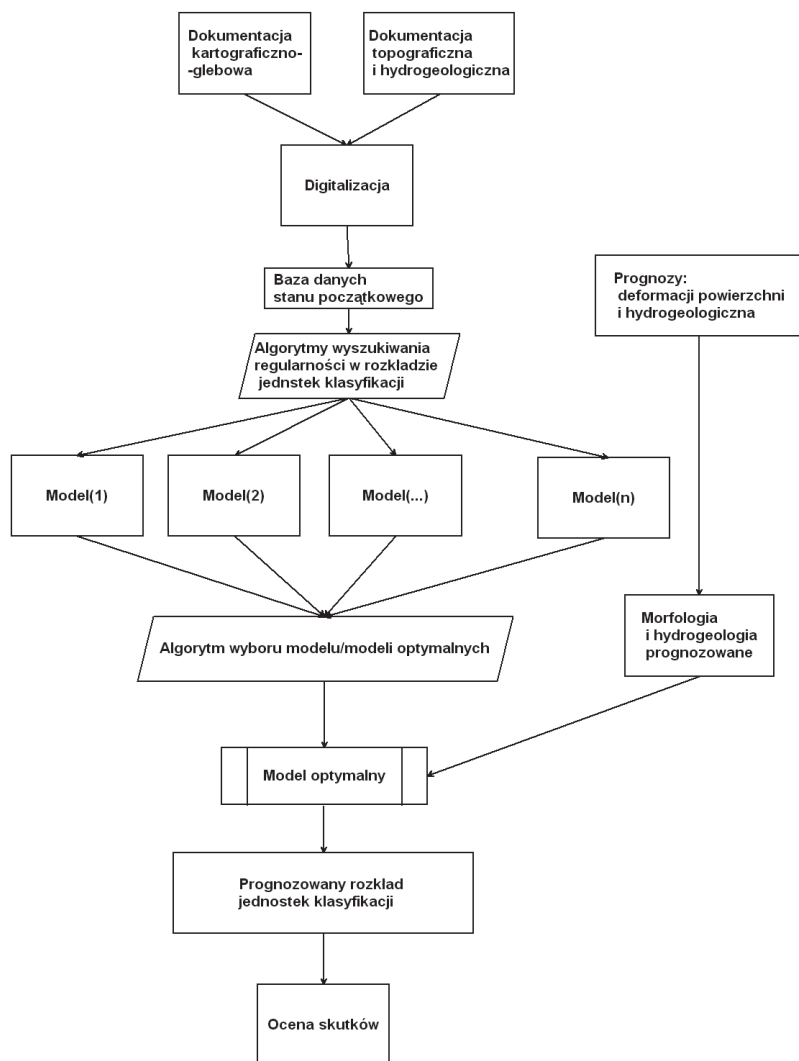 Dokumentacja
kartograficzno-
-glebowa
Dokumentacja
topograficzna
i hydrogeologiczna
Digitalizacja
Baza danych
stanu początkowego
Prognozy:
deformacji powierzchni
i hydrogeologiczna
Algorytmy wyszukiwania
regularności w rozkladzie
jednstek klasyfikacji
Model(1)
Model(2)
Model(...)
Model(n)
Algorytm wyboru modelu/modeli optymalnych
Morfologia
i hydrogeologia
prognozowane
Model optymalny
Prognozowany rozklad
jednostek klasyfikacji
Ocena skutków